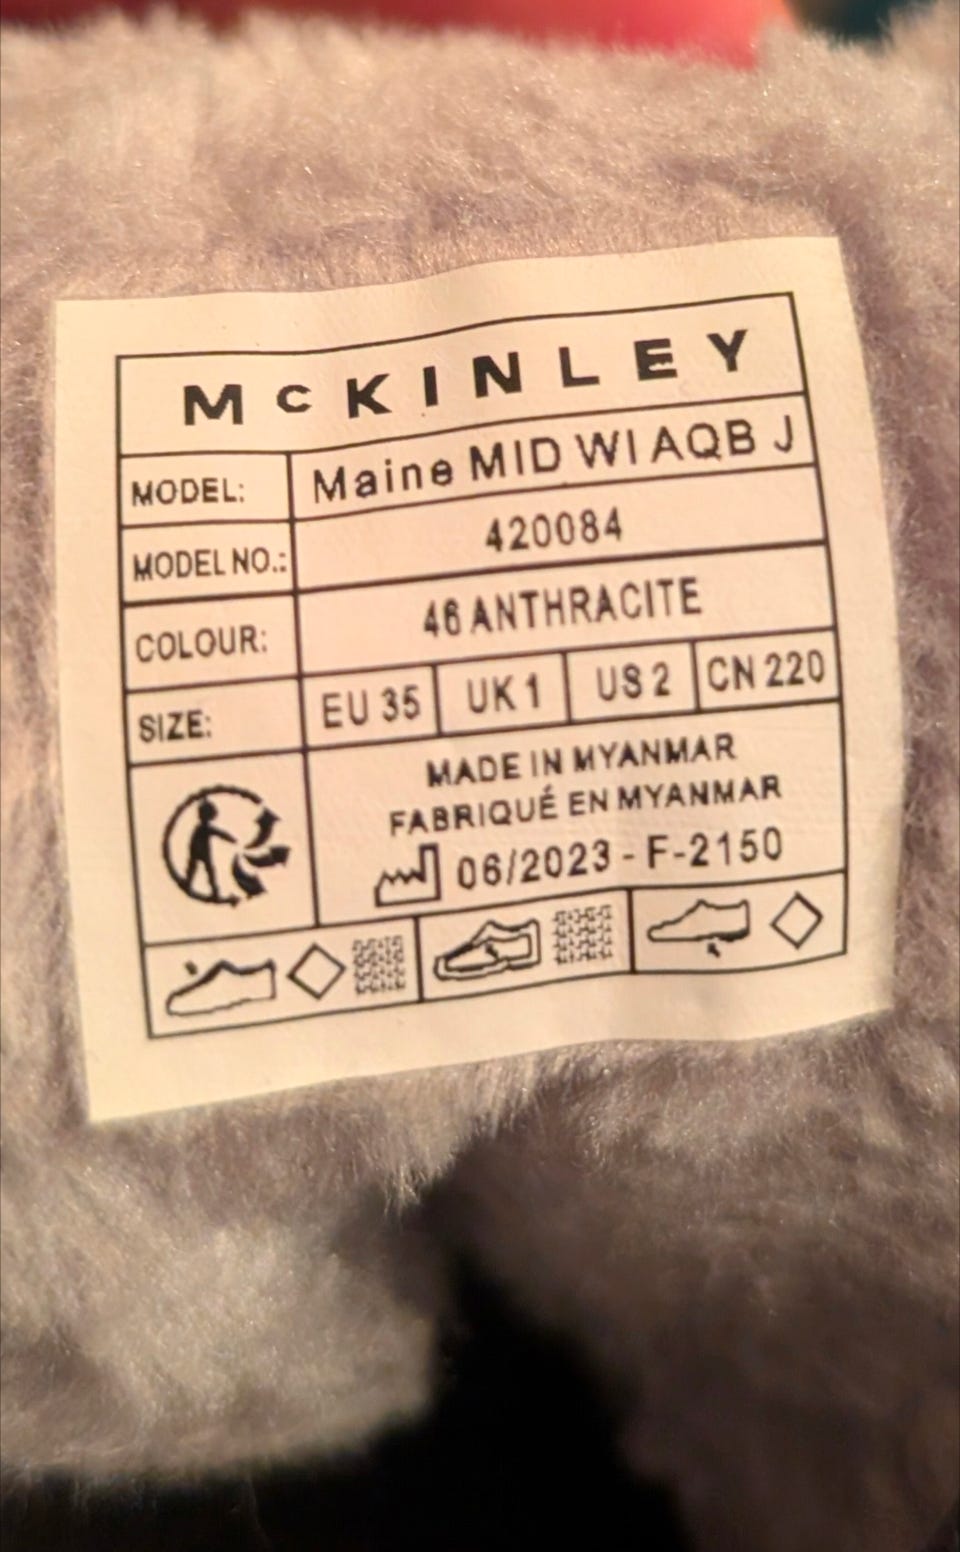 McKINLEY
MODEL: Maine MID WI AQB J
MODEL NO.: 420084
COLOUR: 46 ANTHRACITE
SIZE: EU 35 UK 1 US 2 CN 220
MADE IN MYANMAR
FABRIQUÉ EN MYANMAR
06/2023 - F-2150